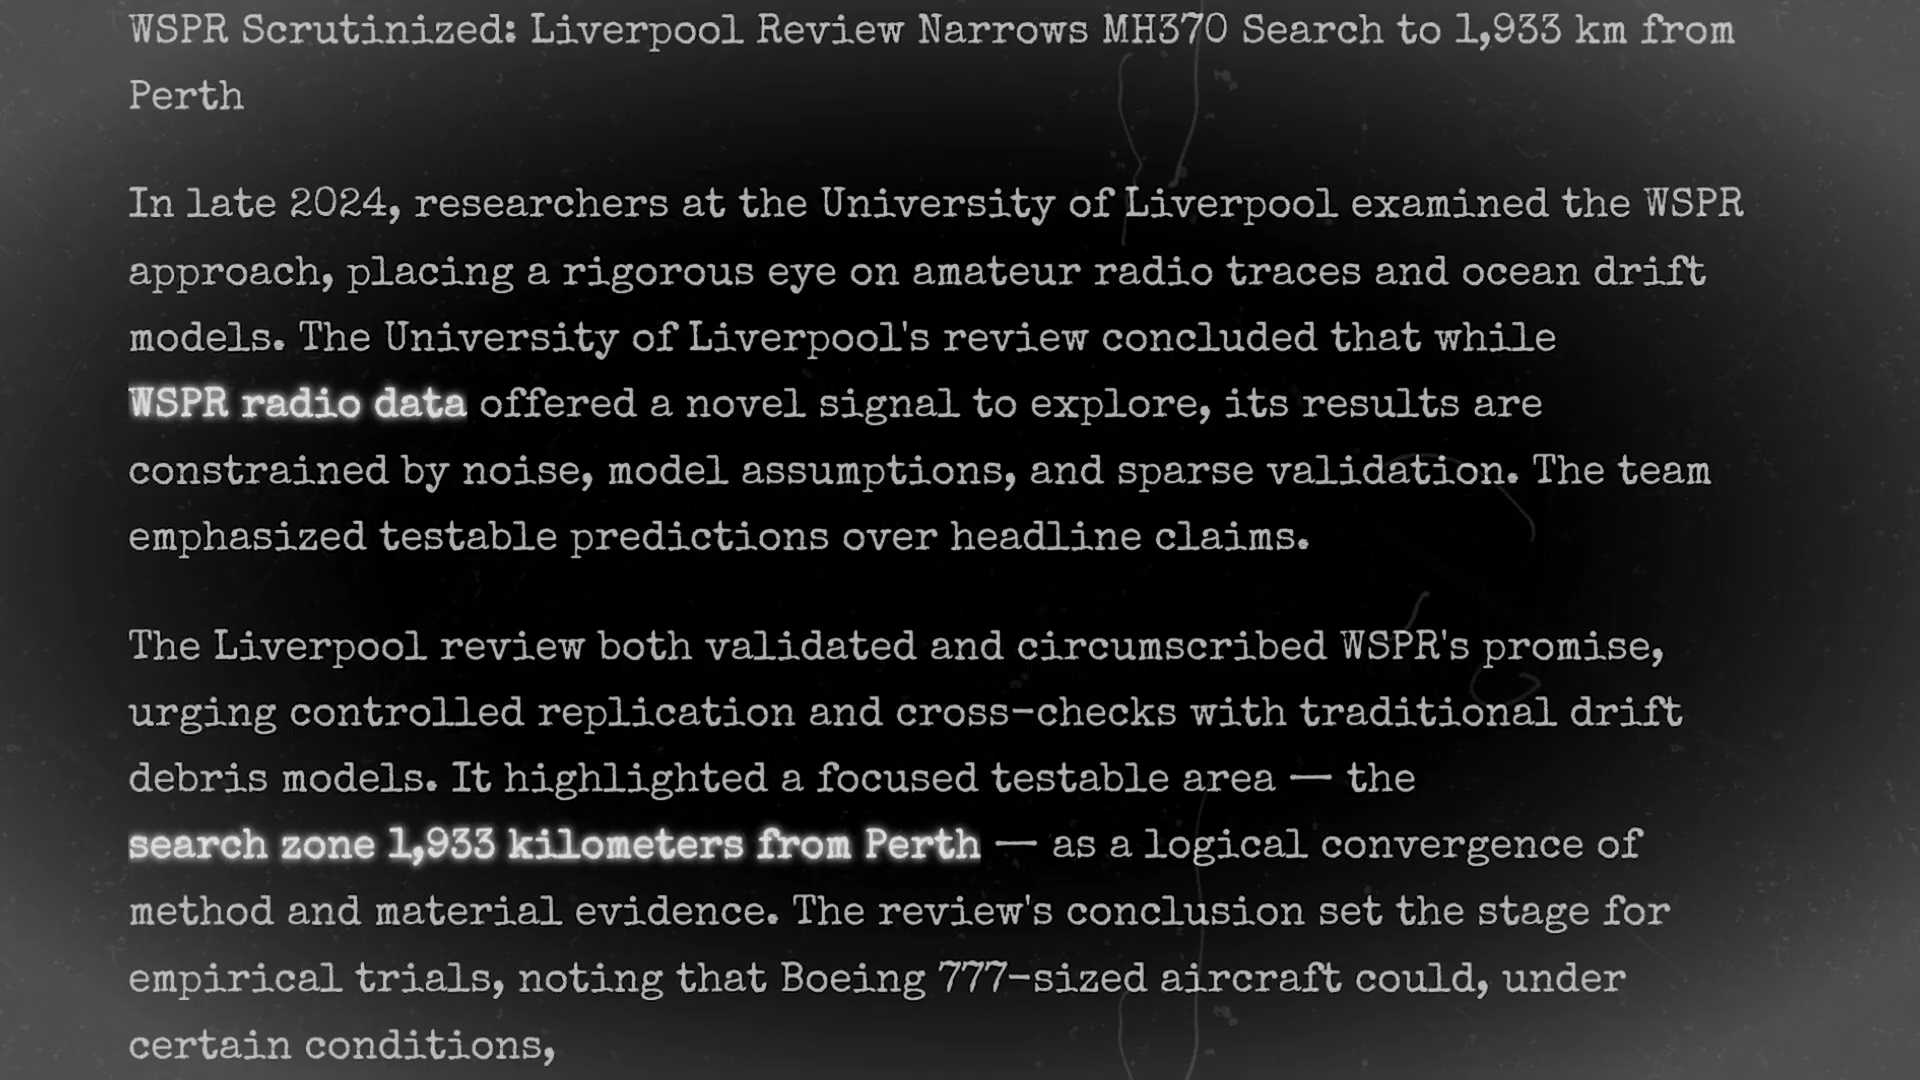 WSPR Scrutinized: Liverpool Review Narrows MH370 Search to 1,933 km from
Perth
In late 2024, researchers at the University of Liverpool examined the WSPR
approach, placing a rigorous eye on amateur radio traces and ocean drift
models. The University of Liverpool's review concluded that while
WSPR radio data offered a novel signal to explore, its results are
constrained by noise, model assumptions, and sparse validation. The team
emphasized testable predictions over headline claims.
The Liverpool review both validated and circumscribed WSPR's promise,
urging controlled replication and cross-checks with traditional drift
debris models. It highlighted a focused testable area — the
search zone 1,933 kilometers from Perth — as a logical convergence of
method and material evidence. The review's conclusion set the stage for
empirical trials, noting that Boeing 777-sized aircraft could, under
certain conditions,